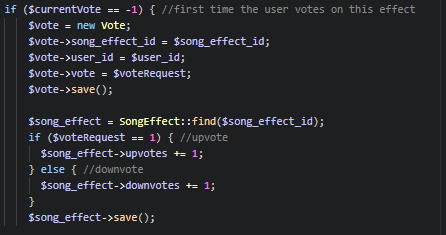 if ($currentVote == -1) { //first time the user votes on this effect
    $vote = new Vote;
    $vote->song_effect_id = $song_effect_id;
    $vote->user_id = $user_id;
    $vote->vote = $voteRequest;
    $vote->save();

    $song_effect = SongEffect::find($song_effect_id);
    if ($voteRequest == 1) { //upvote
      $song_effect->upvotes += 1;
    } else { //downvote
      $song_effect->downvotes += 1;
    }
    $song_effect->save();